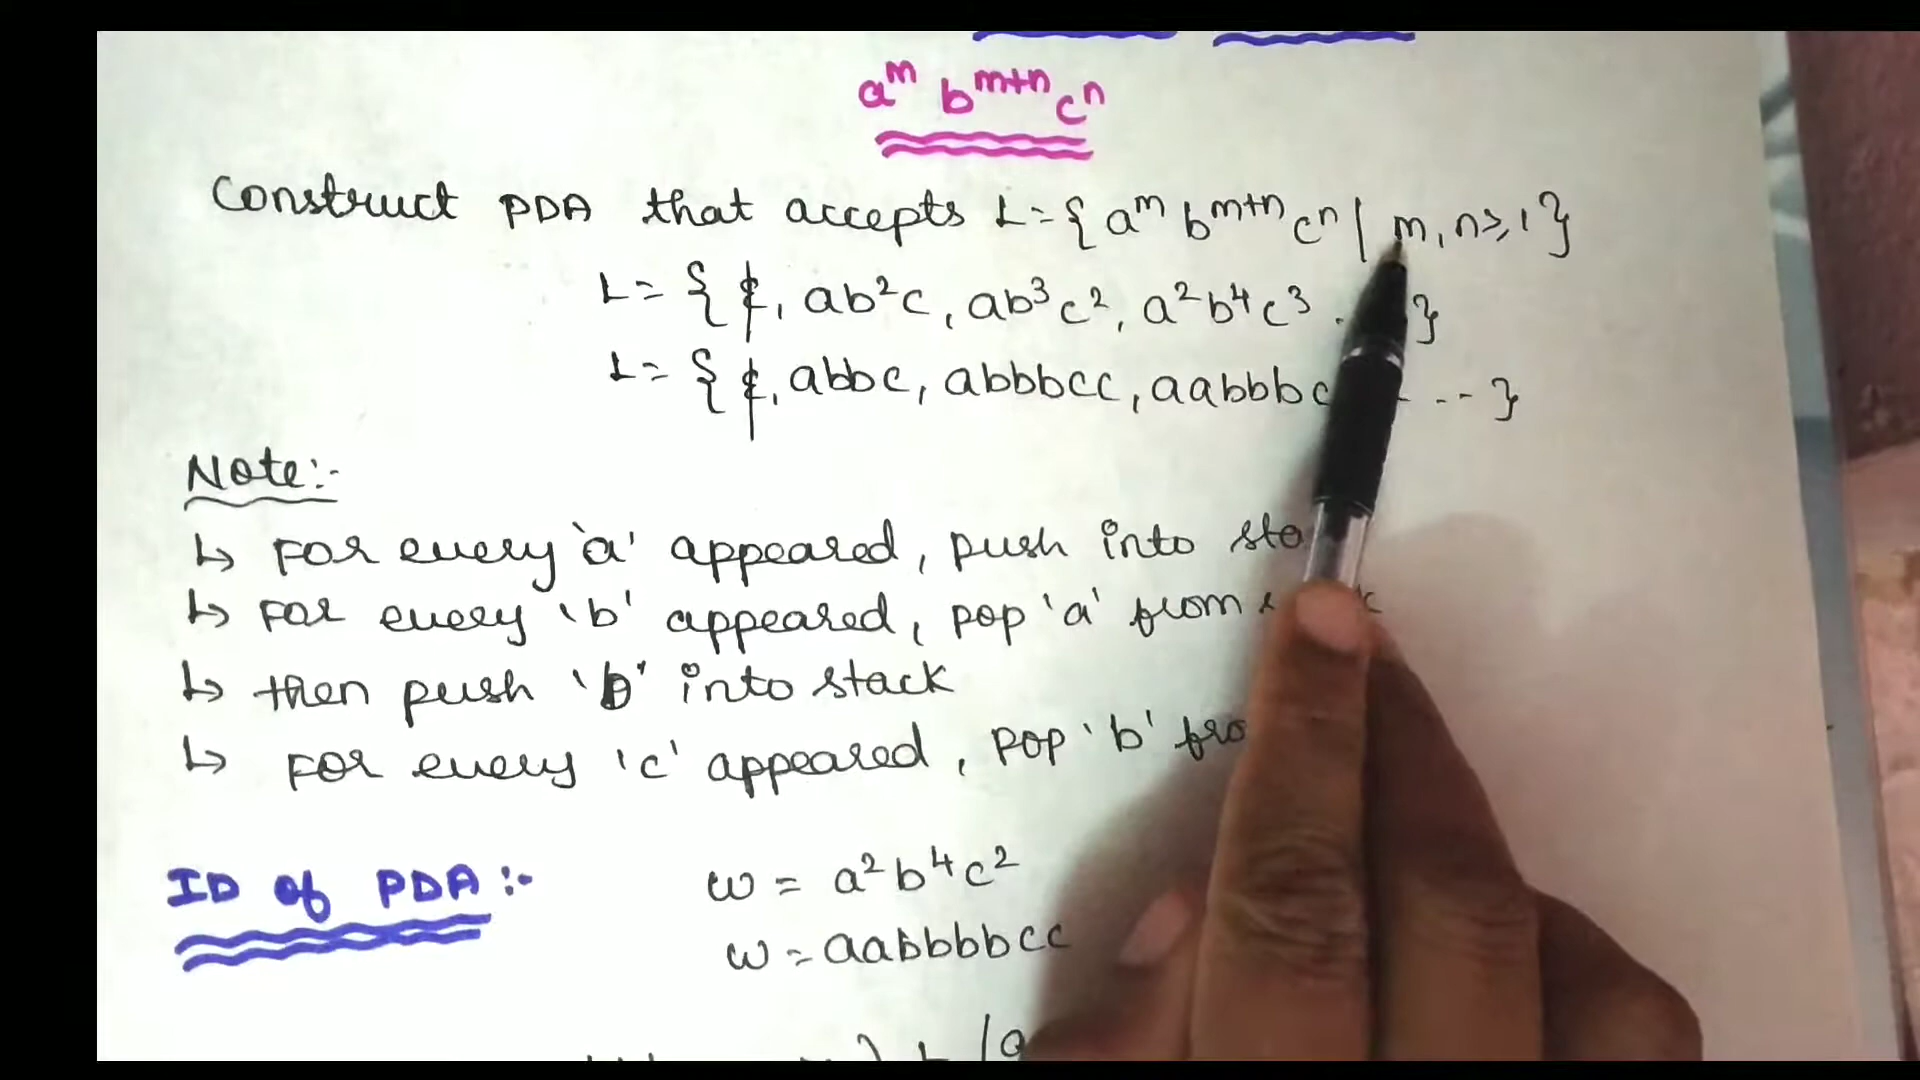 a^m b^m+n c^n
Construct PDA that accepts L={a^m b^m+n c^n | m, n≥1}
L= { ɛ, ab²c, ab³c², a²b⁴c³ . }
L= { ɛ, abbc, abbbcc, aabbbc -- }
Note:-
↳ For every 'a' appeared, push into
↳ For every 'b' appeared, pop 'a' from
↳ then push 'b' into stack
↳ For every 'c' appeared, pop 'b'
ID of PDA :-
w = a²b⁴c²
w = aabbbbcc